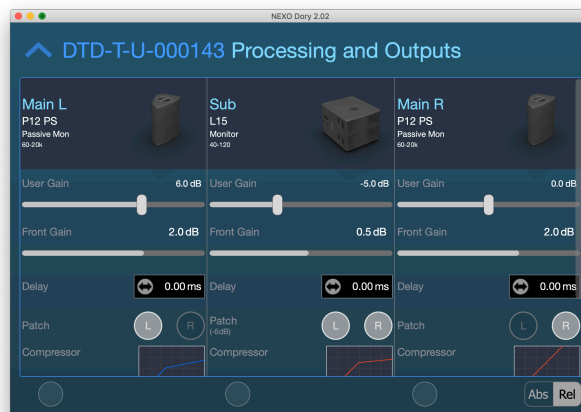 NEXO Dory 2.02
DTD-T-U-000143 Processing and Outputs
Main L
P12 PS
Passive Mon
60-20k
Sub
L15
Monitor
40-120
Main R
P12 PS
Passive Mon
60-20k
User Gain 6.0 dB
User Gain -5.0 dB
User Gain 0.0 dB
Front Gain 2.0 dB
Front Gain 0.5 dB
Front Gain 2.0 dB
Delay 0.00 ms
Delay 0.00 ms
Delay 0.00 ms
Patch L R
Patch L R
(-6dB)
Patch L R
Compressor
Compressor
Compressor
Abs Rel